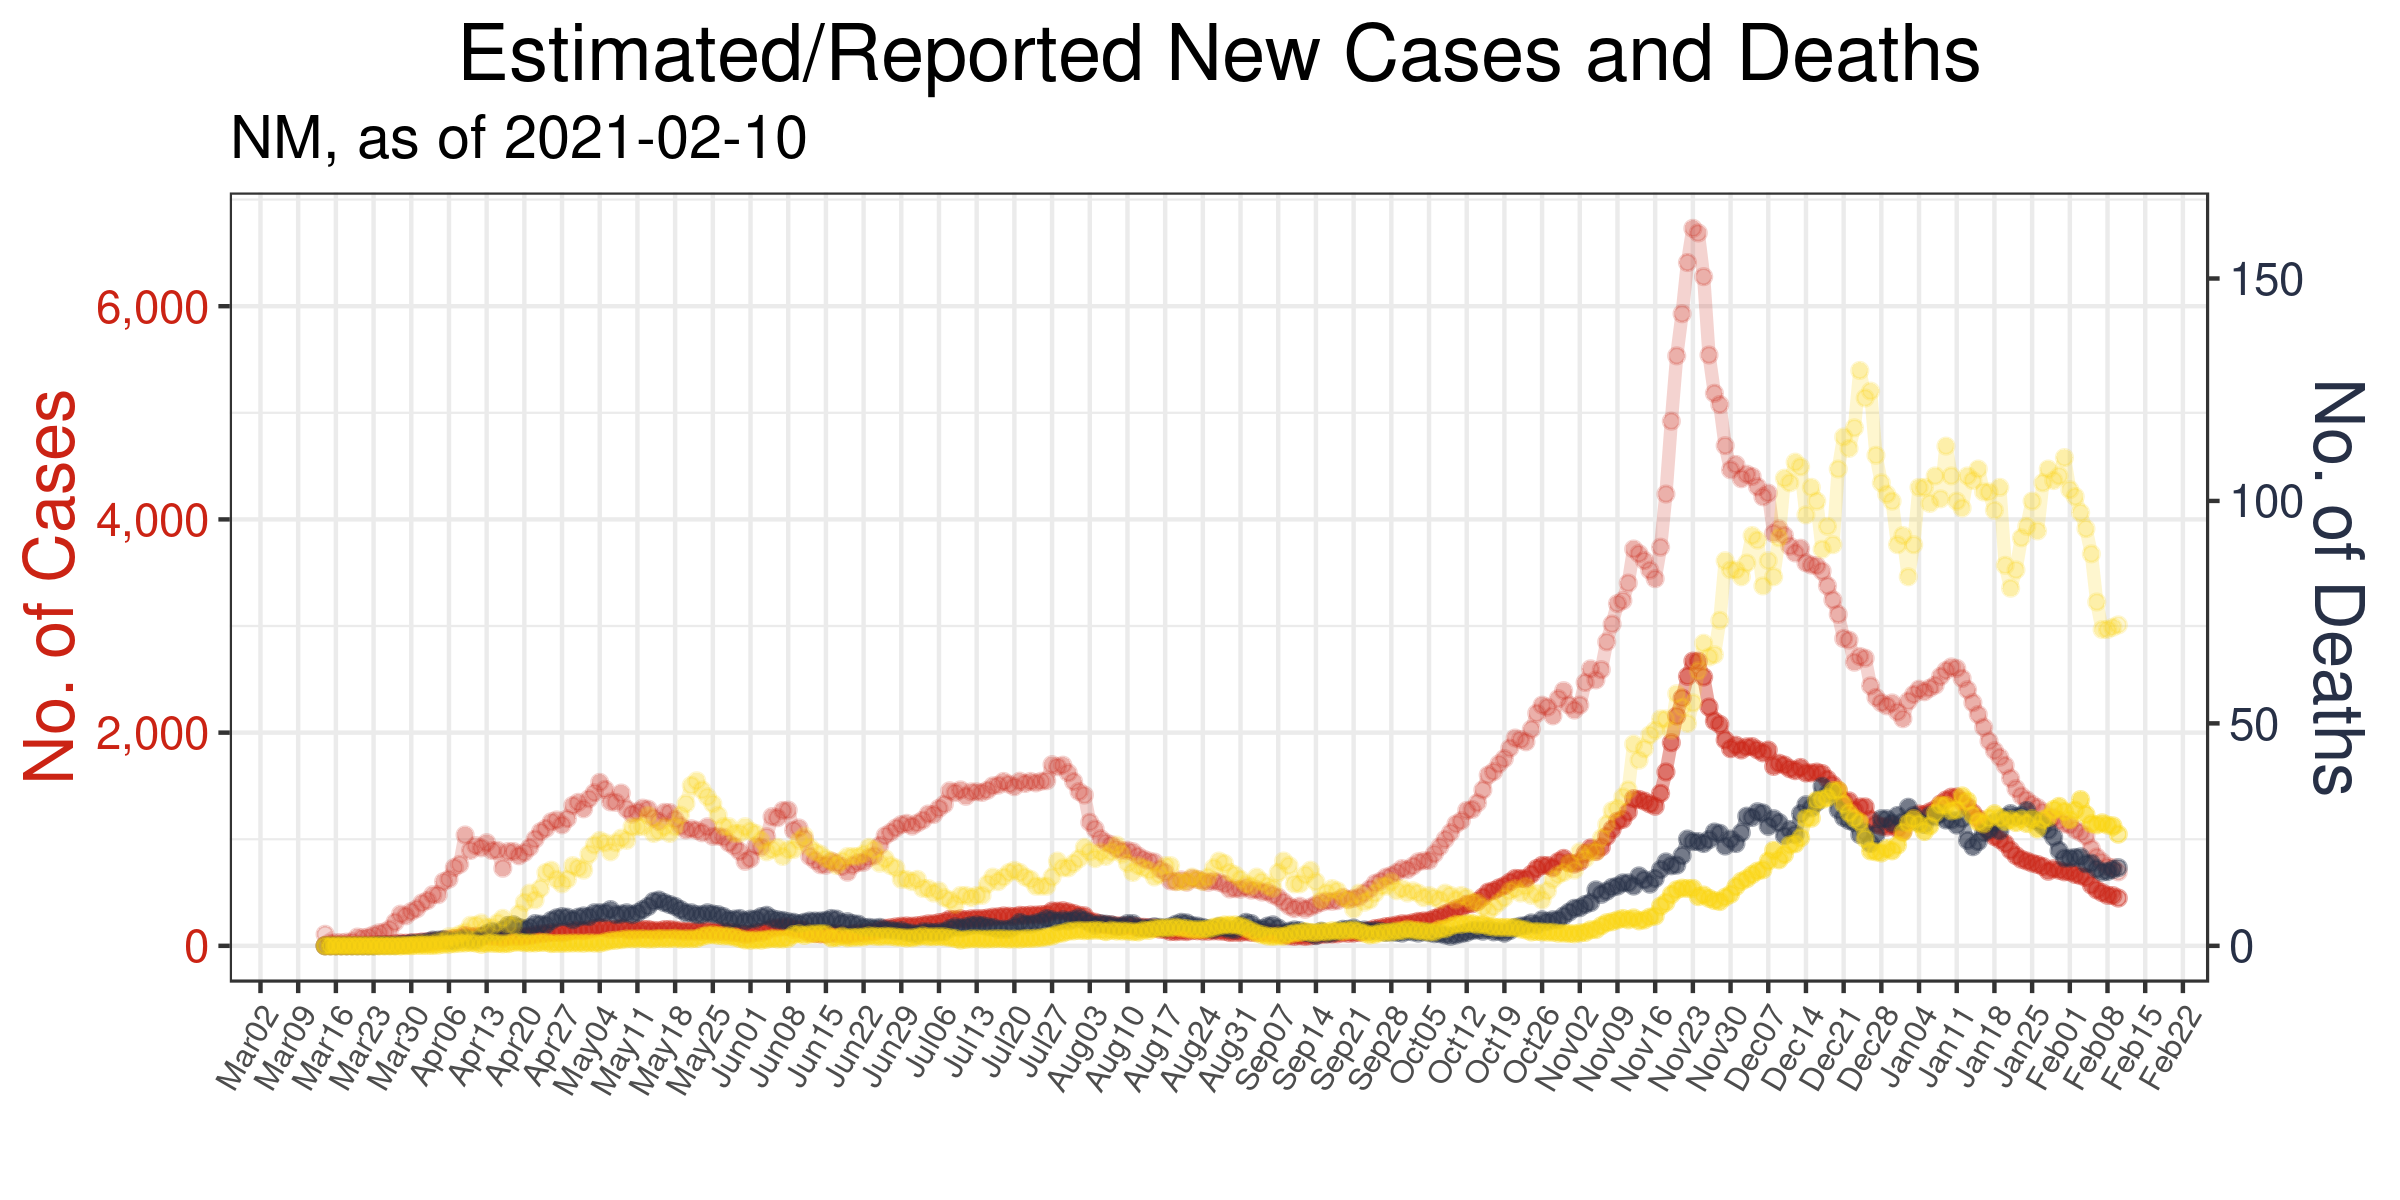 Estimated/Reported New Cases and Deaths
NM, as of 2021-02-10
No. of Cases
6,000
4,000
2,000
0
150
100
50
0
No. of Deaths
Mar02
Mar09
Mar16
Mar23
Mar30
Apr06
Apr13
Apr20
Apr27
May04
May11
May18
May25
Jun01
Jun08
Jun15
Jun22
Jun29
Jul06
Jul13
Jul20
Jul27
Aug03
Aug10
Aug17
Aug24
Aug31
Sep07
Sep14
Sep21
Sep28
Oct05
Oct12
Oct19
Oct26
Nov02
Nov09
Nov16
Nov23
Nov30
Dec07
Dec14
Dec21
Dec28
Jan04
Jan11
Jan18
Jan25
Feb01
Feb08
Feb15
Feb22